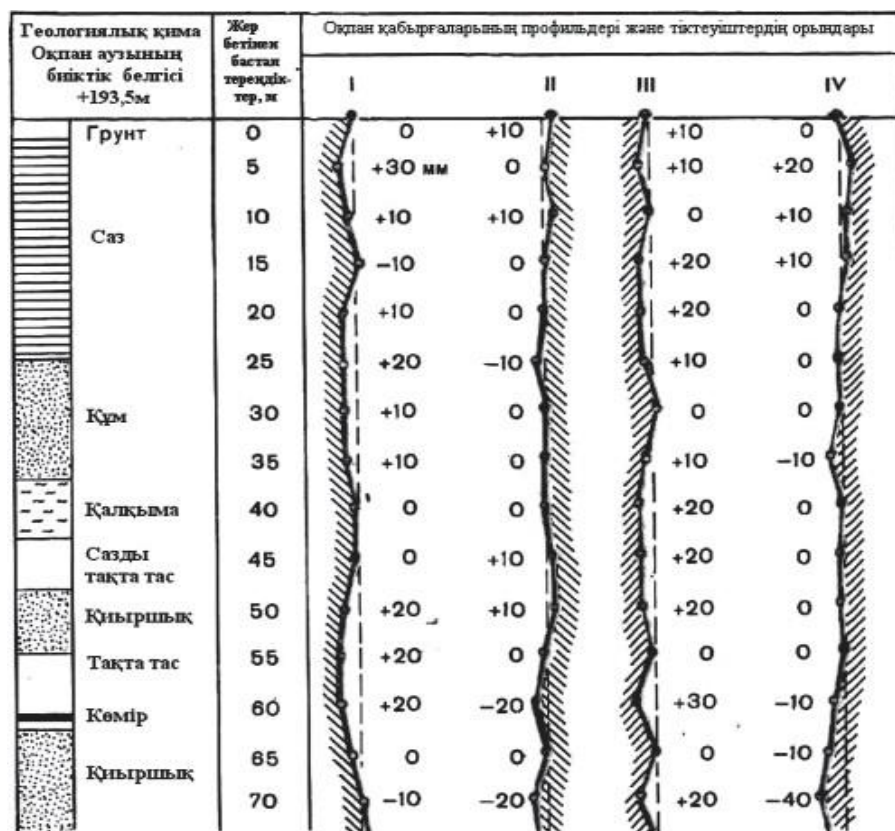 Геологиялық қима
Оқпан аузының
биіктік белгісі
+193,5м
Жер
бетінен
бастап
тереңдік-
тер, м
Оқпан қабырғаларының профильдері және тіктеуіштердің орындары
I II III IV
Грунт 0 0 +10 +10 0
5 +30 мм 0 +10 +20
10 +10 +10 0 +10
Саз
15 -10 0 +20 +10
20 +10 0 +20 0
25 +20 -10 +10 0
Құм 30 +10 0 0 0
35 +10 0 +10 -10
Қалқыма 40 0 0 +20 0
Сазды 45 0 +10 +20 0
тақта тас
Қиыршық 50 +20 +10 +20 0
Тақта тас 55 +20 0 0 0
Көмір 60 +20 -20 +30 -10
Қиыршық 65 0 0 0 -10
70 -10 -20 +20 -40